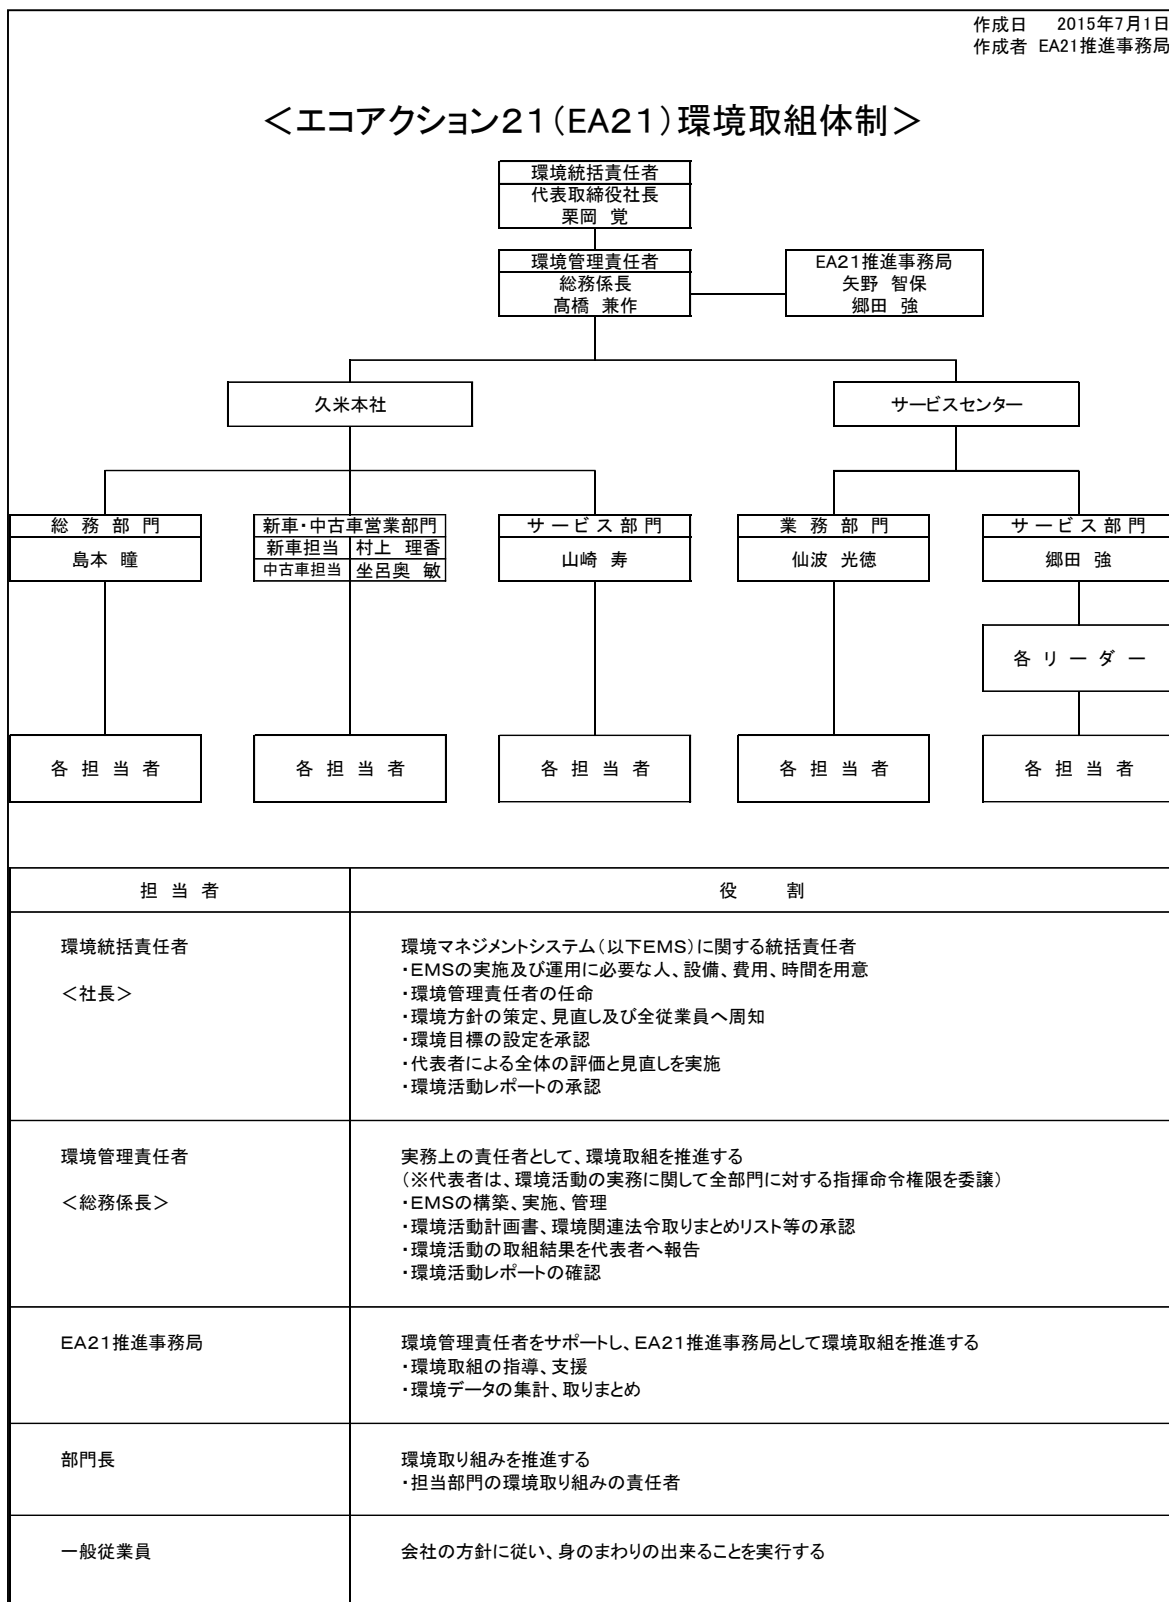 作成日 2015年7月1日
作成者 EA21推進事務局
＜エコアクション２１（EA２１）環境取組体制＞
環境統括責任者
代表取締役社長
栗岡 覚
環境管理責任者
総務係長
髙橋 兼作
EA21推進事務局
矢野 智保
郷田 強
久米本社
サービスセンター
総務部門
島本 瞳
新車・中古車営業部門
新車担当 村上 理香
中古車担当 坐呂奥 敏
サービス部門
山崎 寿
業務部門
仙波 光徳
サービス部門
郷田 強
各リーダー
各担当者
各担当者
各担当者
各担当者
各担当者
担当者 役割
環境統括責任者
＜社長＞
環境マネジメントシステム（以下EMS）に関する統括責任者
・EMSの実施及び運用に必要な人、設備、費用、時間を用意
・環境管理責任者の任命
・環境方針の策定、見直し及び全従業員へ周知
・環境目標の設定を承認
・代表者による全体の評価と見直しを実施
・環境活動レポートの承認
環境管理責任者
＜総務係長＞
実務上の責任者として、環境取組を推進する
（※代表者は、環境活動の実務に関して全部門に対する指揮命令権限を委譲）
・EMSの構築、実施、管理
・環境活動計画書、環境関連法令取りまとめリスト等の承認
・環境活動の取組結果を代表者へ報告
・環境活動レポートの確認
EA21推進事務局
環境管理責任者をサポートし、EA21推進事務局として環境取組を推進する
・環境取組の指導、支援
・環境データの集計、取りまとめ
部門長
環境取り組みを推進する
・担当部門の環境取り組みの責任者
一般従業員
会社の方針に従い、身のまわりの出来ることを実行する